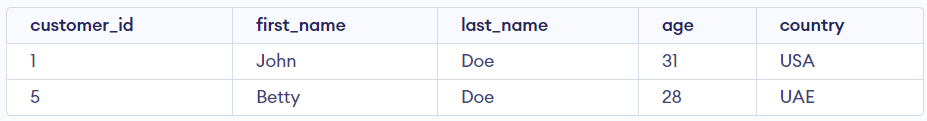 customer_id first_name last_name age country
1 John Doe 31 USA
5 Betty Doe 28 UAE